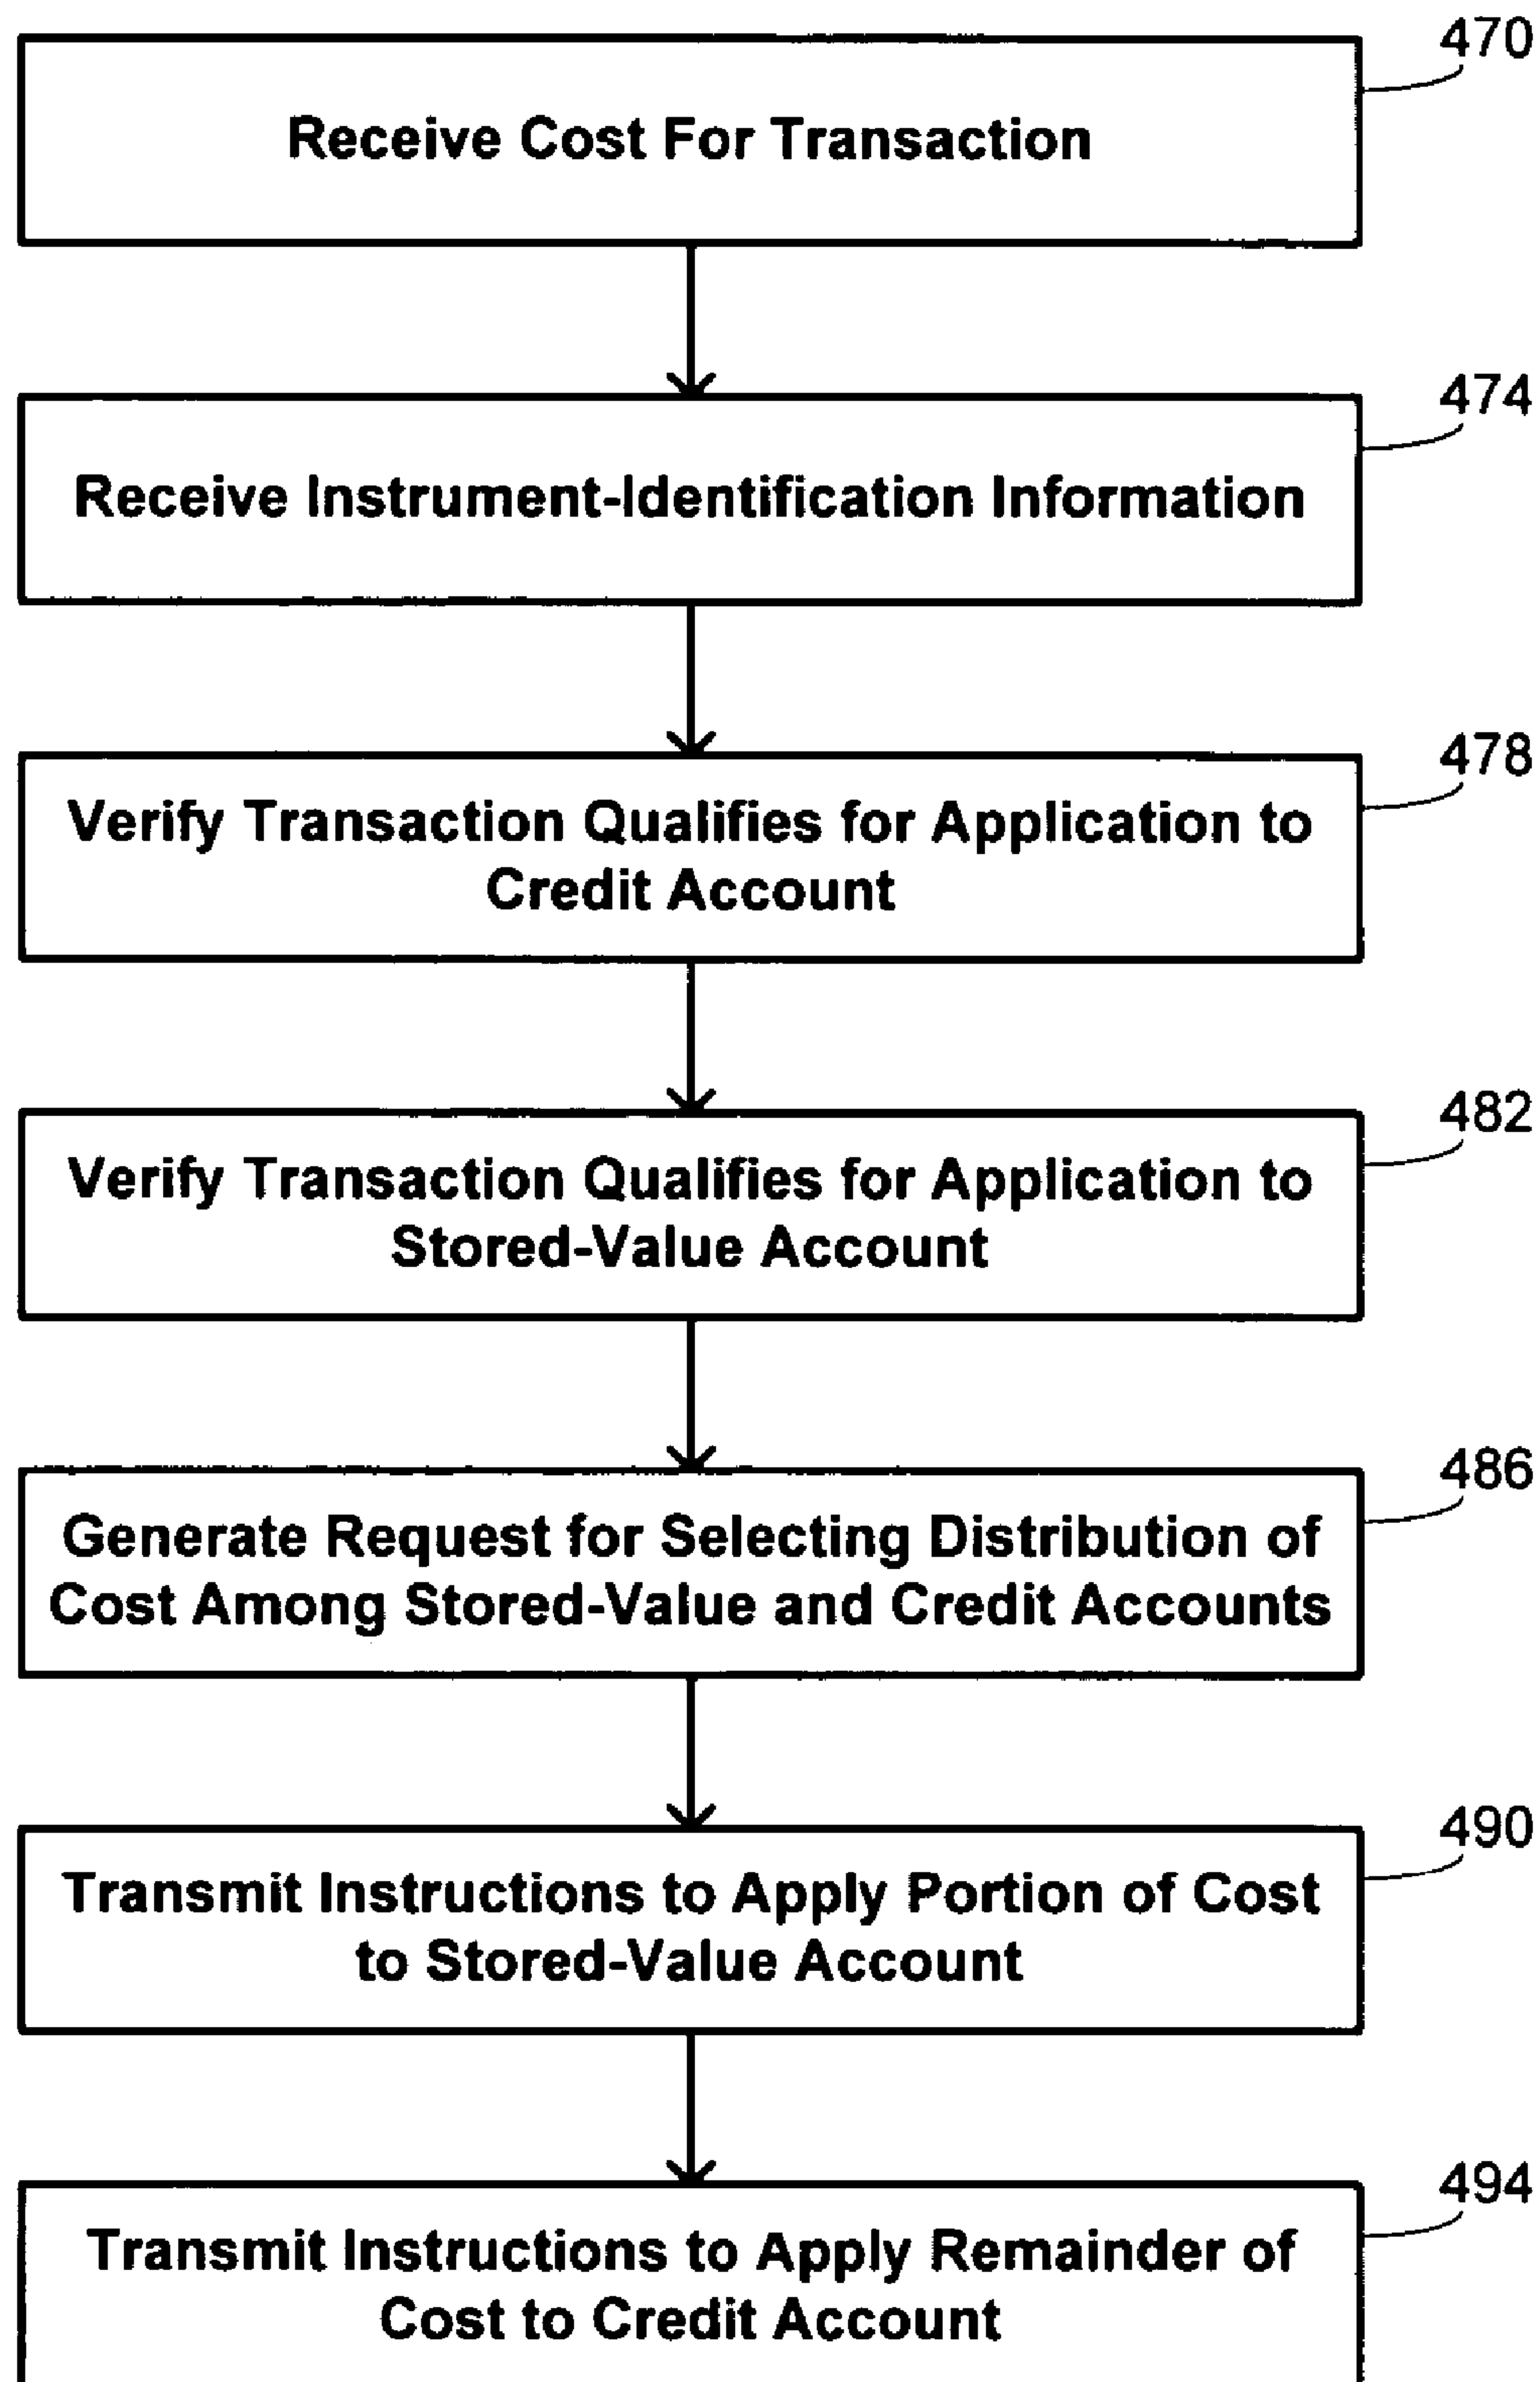 470
Receive Cost For Transaction
474
Receive Instrument-Identification Information
478
Verify Transaction Qualifies for Application to
Credit Account
482
Verify Transaction Qualifies for Application to
Stored-Value Account
486
Generate Request for Selecting Distribution of
Cost Among Stored-Value and Credit Accounts
490
Transmit Instructions to Apply Portion of Cost
to Stored-Value Account
494
Transmit Instructions to Apply Remainder of
Cost to Credit Account